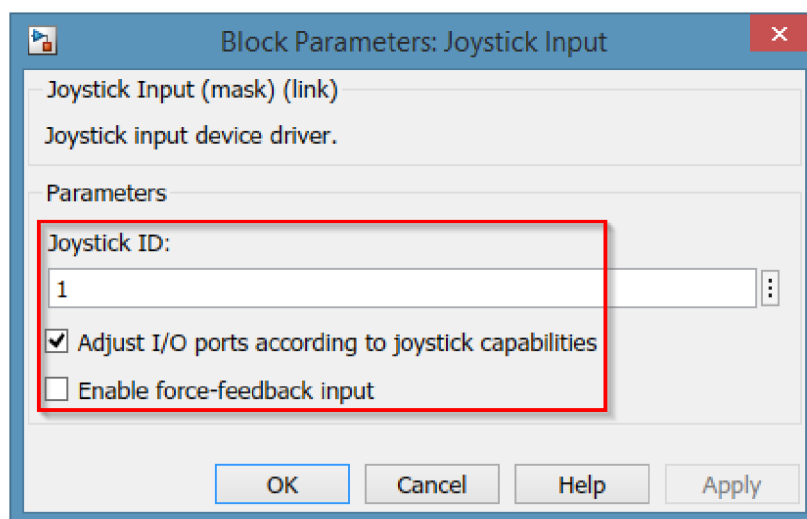 Block Parameters: Joystick Input
Joystick Input (mask) (link)
Joystick input device driver.
Parameters
Joystick ID:
1
Adjust I/O ports according to joystick capabilities
Enable force-feedback input
OK Cancel Help Apply